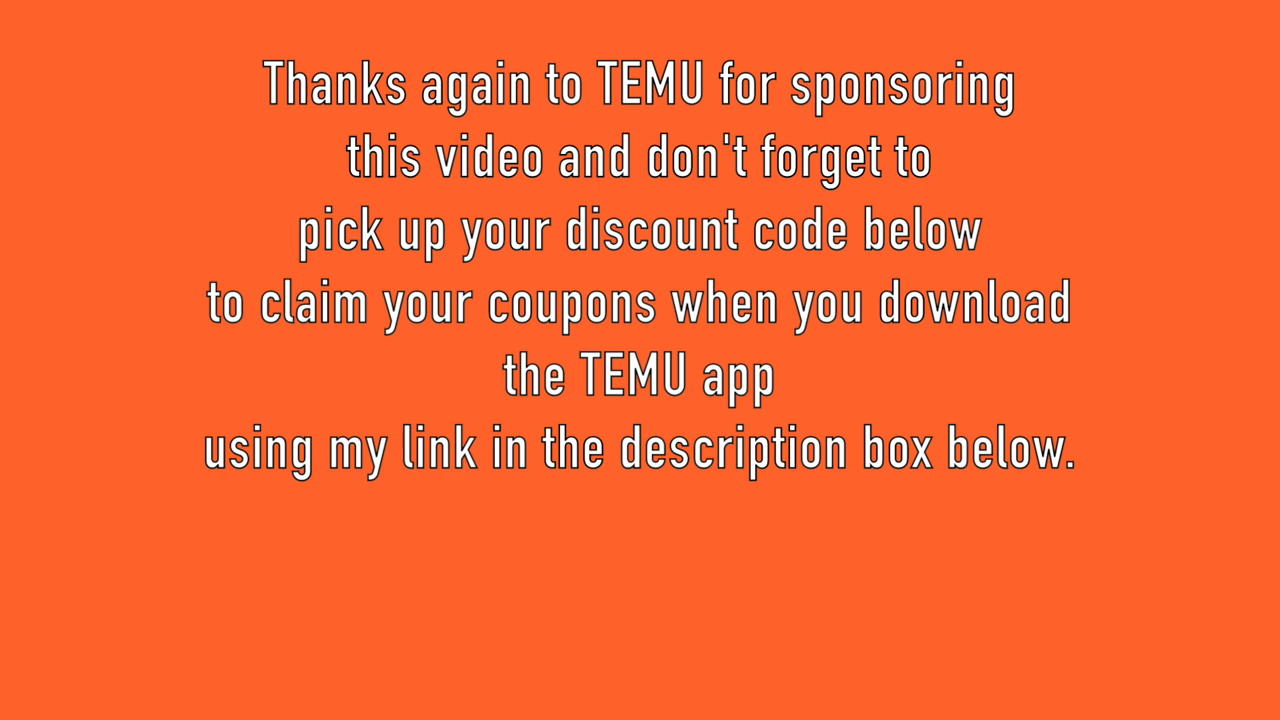 Thanks again to TEMU for sponsoring
this video and don't forget to
pick up your discount code below
to claim your coupons when you download
the TEMU app
using my link in the description box below.